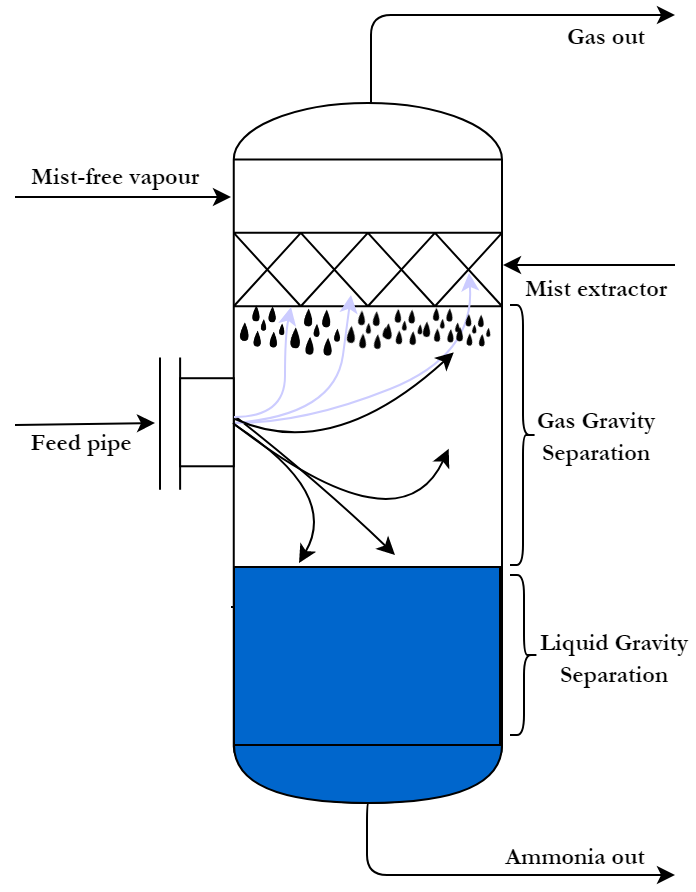 Gas out
Mist-free vapour
Mist extractor
Feed pipe
Gas Gravity
Separation
Liquid Gravity
Separation
Ammonia out